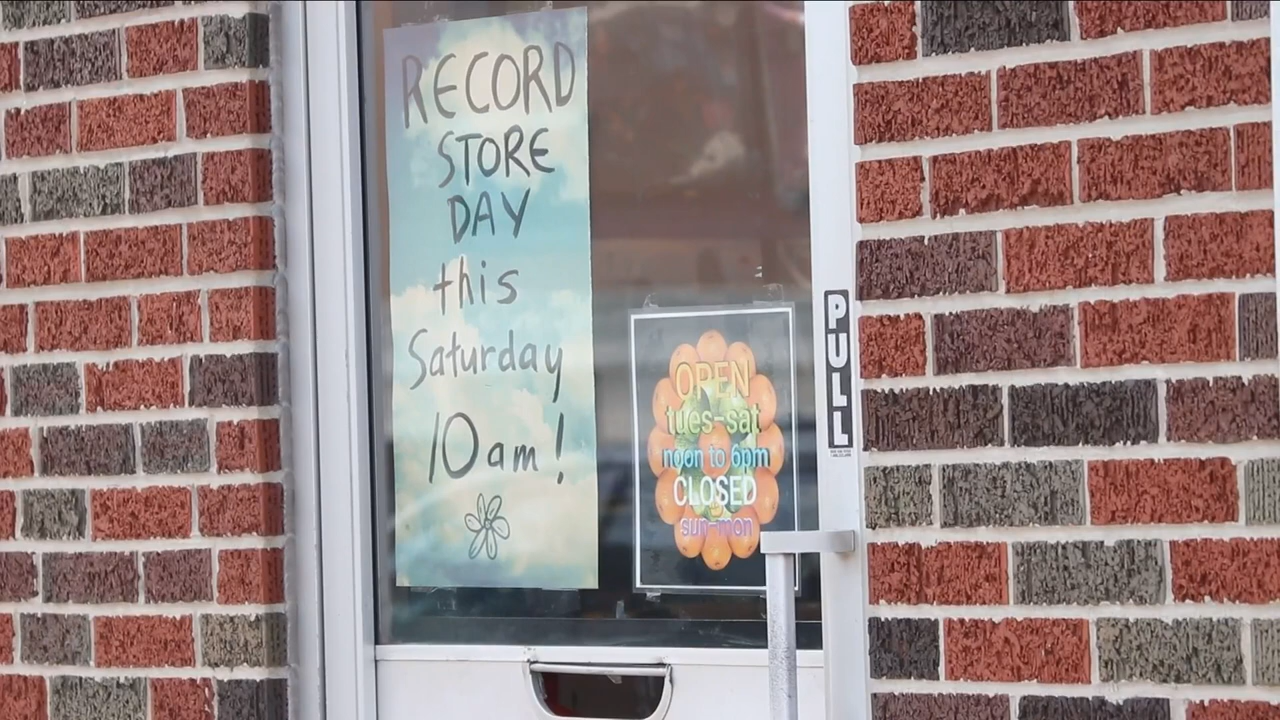 RECORD
STORE
DAY
this
Saturday
10am!
OPEN
tues-sat
noon to 6pm
CLOSED
sun-mon
PULL